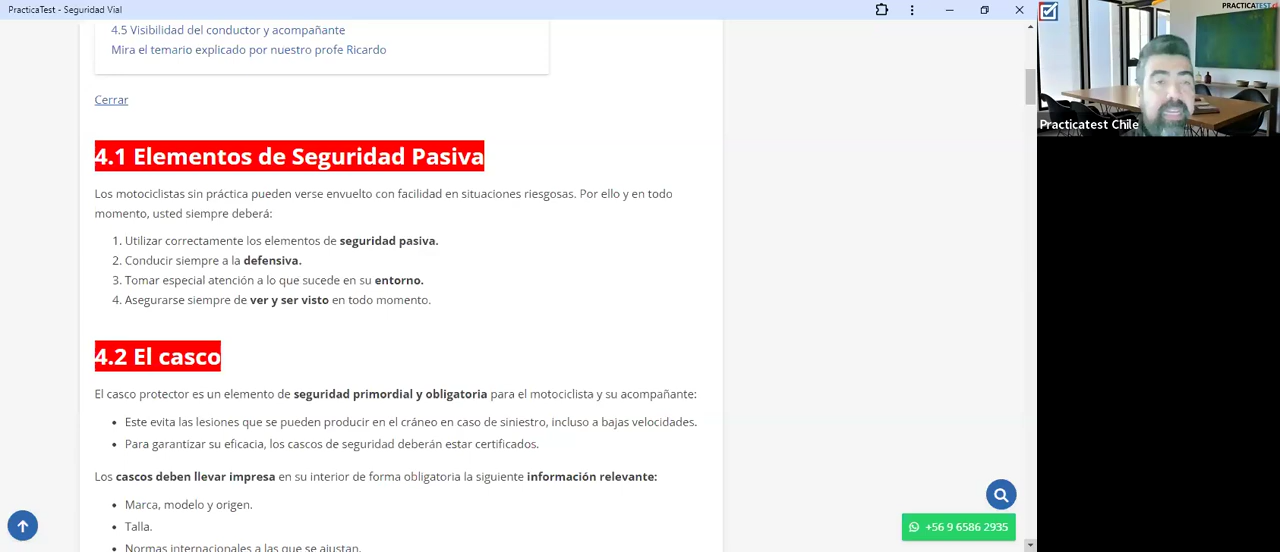 PracticaTest - Seguridad Vial
PRACTICATEST
4.5 Visibilidad del conductor y acompañante
Mira el temario explicado por nuestro profe Ricardo
Cerrar
Practicatest Chile
4.1 Elementos de Seguridad Pasiva
Los motociclistas sin práctica pueden verse envuelto con facilidad en situaciones riesgosas. Por ello y en todo
momento, usted siempre deberá:
1. Utilizar correctamente los elementos de seguridad pasiva.
2. Conducir siempre a la defensiva.
3. Tomar especial atención a lo que sucede en su entorno.
4. Asegurarse siempre de ver y ser visto en todo momento.
4.2 El casco
El casco protector es un elemento de seguridad primordial y obligatoria para el motociclista y su acompañante:
• Este evita las lesiones que se pueden producir en el cráneo en caso de siniestro, incluso a bajas velocidades.
• Para garantizar su eficacia, los cascos de seguridad deberán estar certificados.
Los cascos deben llevar impresa en su interior de forma obligatoria la siguiente información relevante:
• Marca, modelo y origen.
• Talla.
• Normas internacionales a las que se ajustan.
+56 9 6586 2935